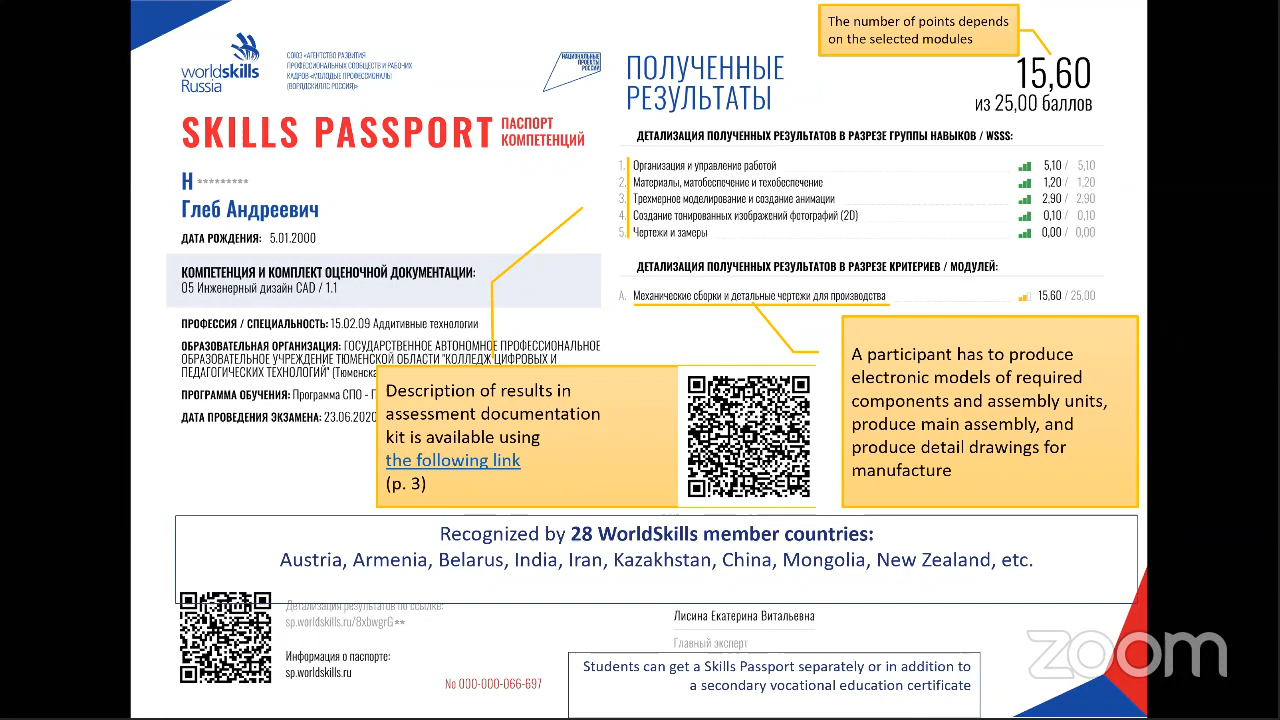 The number of points depends
on the selected modules
worldskills
Russia
СОЮЗ «АГЕНТСТВО РАЗВИТИЯ
ПРОФЕССИОНАЛЬНЫХ СООБЩЕСТВ И РАБОЧИХ
КАДРОВ «МОЛОДЫЕ ПРОФЕССИОНАЛЫ
(ВОРЛДСКИЛЛС РОССИЯ)»
НАЦИОНАЛЬНЫЕ
ПРОЕКТЫ
РОССИИ
SKILLS PASSPORT ПАСПОРТ
КОМПЕТЕНЦИЙ
Н *********
Глеб Андреевич
ДАТА РОЖДЕНИЯ: 5.01.2000
КОМПЕТЕНЦИЯ И КОМПЛЕКТ ОЦЕНОЧНОЙ ДОКУМЕНТАЦИИ:
05 Инженерный дизайн CAD / 1.1
ПРОФЕССИЯ / СПЕЦИАЛЬНОСТЬ: 15.02.09 Аддитивные технологии
ОБРАЗОВАТЕЛЬНАЯ ОРГАНИЗАЦИЯ: ГОСУДАРСТВЕННОЕ АВТОНОМНОЕ ПРОФЕССИОНАЛЬНОЕ
ОБРАЗОВАТЕЛЬНОЕ УЧРЕЖДЕНИЕ ТЮМЕНСКОЙ ОБЛАСТИ "КОЛЛЕДЖ ЦИФРОВЫХ И
ПЕДАГОГИЧЕСКИХ ТЕХНОЛОГИЙ" (Тюменска
ПРОГРАММА ОБУЧЕНИЯ: Программа СПО - П
ДАТА ПРОВЕДЕНИЯ ЭКЗАМЕНА: 23.06.2020
ПОЛУЧЕННЫЕ
РЕЗУЛЬТАТЫ
15,60
из 25,00 баллов
ДЕТАЛИЗАЦИЯ ПОЛУЧЕННЫХ РЕЗУЛЬТАТОВ В РАЗРЕЗЕ ГРУППЫ НАВЫКОВ / WSSS:
1. Организация и управление работой 5,10 / 5,10
2. Материалы, матобеспечение и техобеспечение 1,20 / 1,20
3. Трехмерное моделирование и создание анимации 2,90 / 2,90
4. Создание тонированных изображений фотографий (2D) 0,10 / 0,10
5. Чертежи и замеры 0,00 / 0,00
ДЕТАЛИЗАЦИЯ ПОЛУЧЕННЫХ РЕЗУЛЬТАТОВ В РАЗРЕЗЕ КРИТЕРИЕВ / МОДУЛЕЙ:
A. Механические сборки и детальные чертежи для производства 15,60 / 25,00
Description of results in
assessment documentation
kit is available using
the following link
(p. 3)
A participant has to produce
electronic models of required
components and assembly units,
produce main assembly, and
produce detail drawings for
manufacture
Recognized by 28 WorldSkills member countries:
Austria, Armenia, Belarus, India, Iran, Kazakhstan, China, Mongolia, New Zealand, etc.
Детализация результатов по ссылке:
sp.worldskills.ru/8xbwgrG**
Информация о паспорте:
sp.worldskills.ru
№ 000-000-066-697
Лисина Екатерина Витальевна
Главный эксперт
Students can get a Skills Passport separately or in addition to
a secondary vocational education certificate
zoom